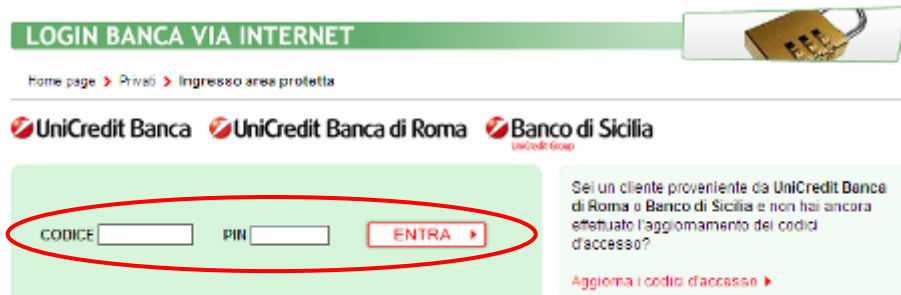 LOGIN BANCA VIA INTERNET
Home page > Privati > Ingresso area protetta
UniCredit Banca UniCredit Banca di Roma Banco di Sicilia
UniCredit Group
Sei un cliente proveniente da UniCredit Banca
di Roma o Banco di Sicilia e non hai ancora
effettuato l'aggiornamento dei codici
d'accesso?
CODICE PIN ENTRA
Aggiorna i codici d'accesso